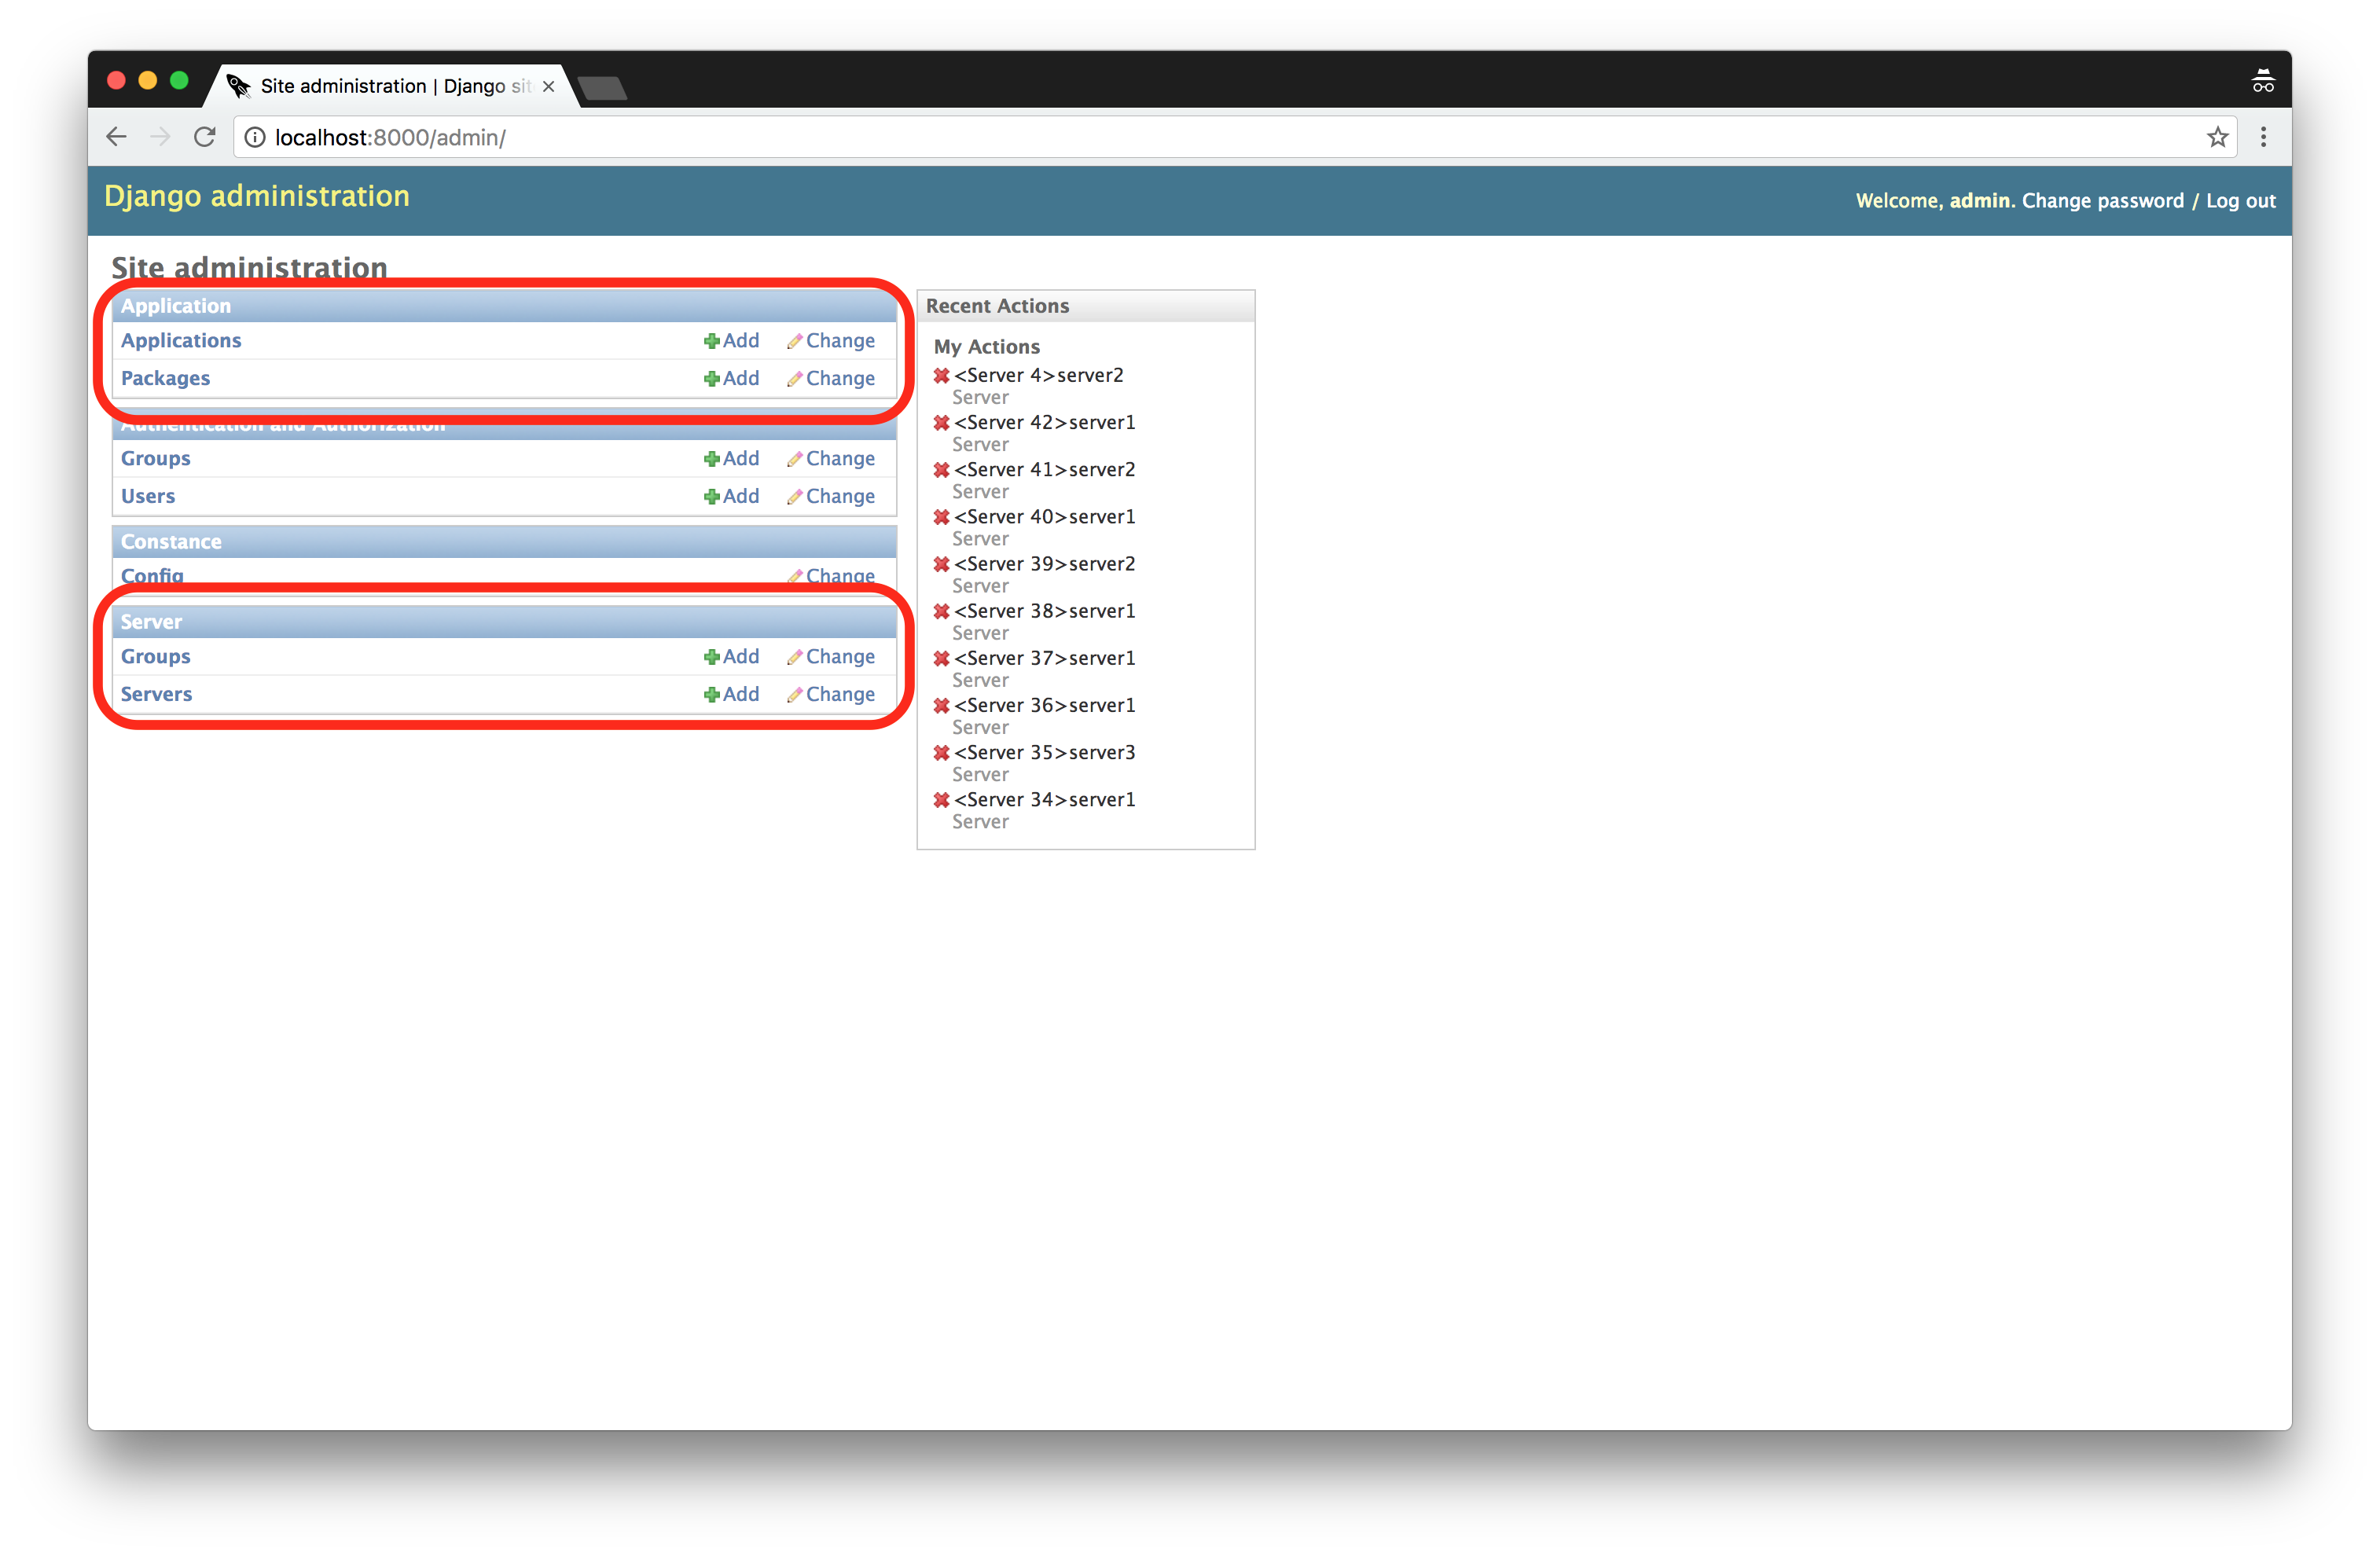 Site administration | Django sit
localhost:8000/admin/
Django administration
Welcome, admin. Change password / Log out
Site administration
Application
Applications Add Change
Packages Add Change
Authentication and Authorization
Groups Add Change
Users Add Change
Constance
Config Change
Server
Groups Add Change
Servers Add Change
Recent Actions
My Actions
<Server 4>server2
Server
<Server 42>server1
Server
<Server 41>server2
Server
<Server 40>server1
Server
<Server 39>server2
Server
<Server 38>server1
Server
<Server 37>server1
Server
<Server 36>server1
Server
<Server 35>server3
Server
<Server 34>server1
Server